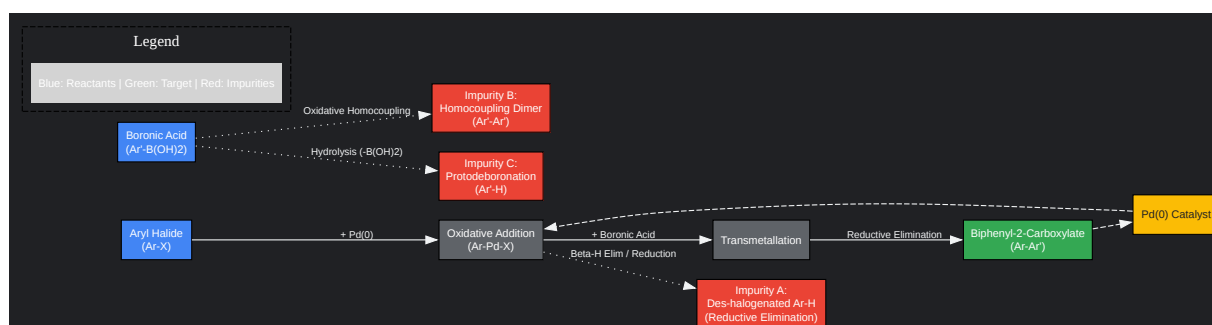 Legend
Blue: Reactants | Green: Target | Red: Impurities
Impurity B:
Homocoupling Dimer
(Ar'-Ar')
Oxidative Homocoupling
Boronic Acid
(Ar'-B(OH)2)
Hydrolysis (-B(OH)2)
Impurity C:
Protodeboronation
(Ar'-H)
Pd(0) Catalyst
Aryl Halide
(Ar-X)
+ Pd(0)
Oxidative Addition
(Ar-Pd-X)
+ Boronic Acid
Transmetallation
Reductive Elimination
Biphenyl-2-Carboxylate
(Ar-Ar')
Beta-H Elim / Reduction
Impurity A:
Des-halogenated Ar-H
(Reductive Elimination)